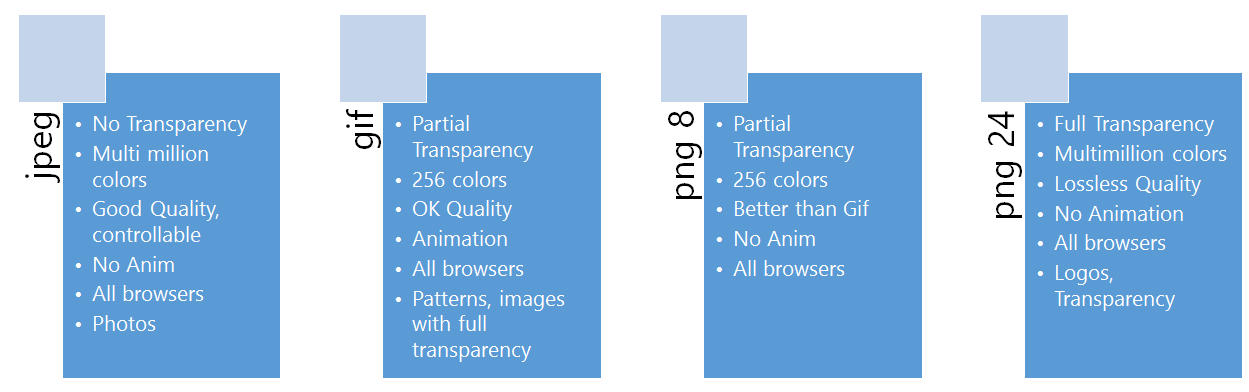 jpeg
• No Transparency
• Multi million
colors
• Good Quality,
controllable
• No Anim
• All browsers
• Photos
gif
• Partial
Transparency
• 256 colors
• OK Quality
• Animation
• All browsers
• Patterns, images
with full
transparency
png 8
• Partial
Transparency
• 256 colors
• Better than Gif
• No Anim
• All browsers
png 24
• Full Transparency
• Multimillion colors
• Lossless Quality
• No Animation
• All browsers
• Logos,
Transparency